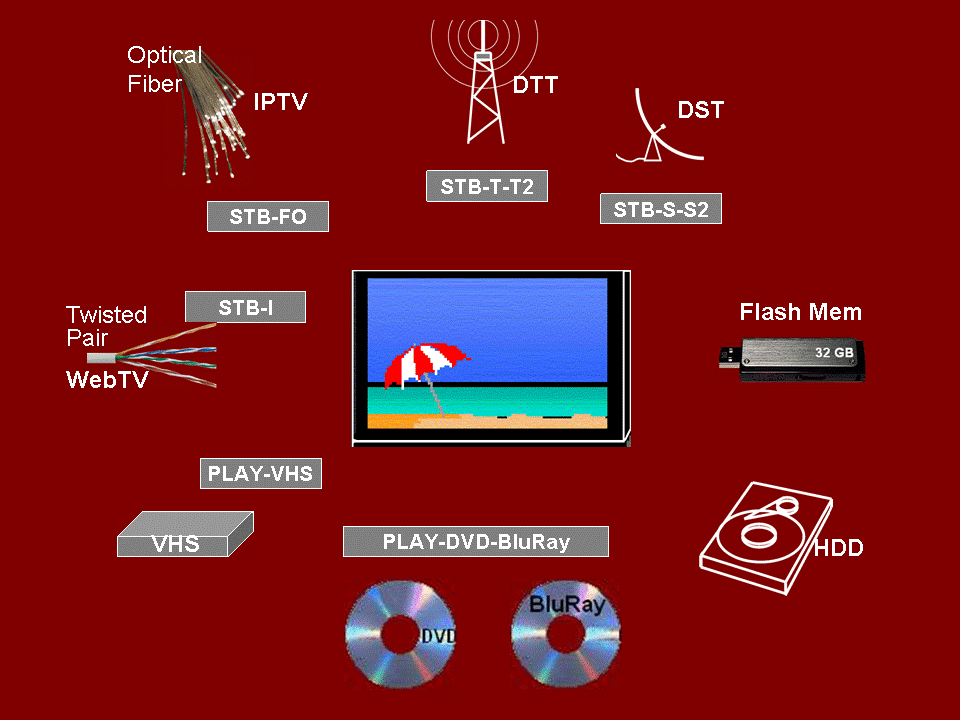 Optical
Fiber
IPTV
DTT
DST
STB-T-T2
STB-S-S2
STB-FO
STB-I
Twisted
Pair
WebTV
Flash Mem
32 GB
PLAY-VHS
VHS
PLAY-DVD-BluRay
HDD
DVD
BluRay